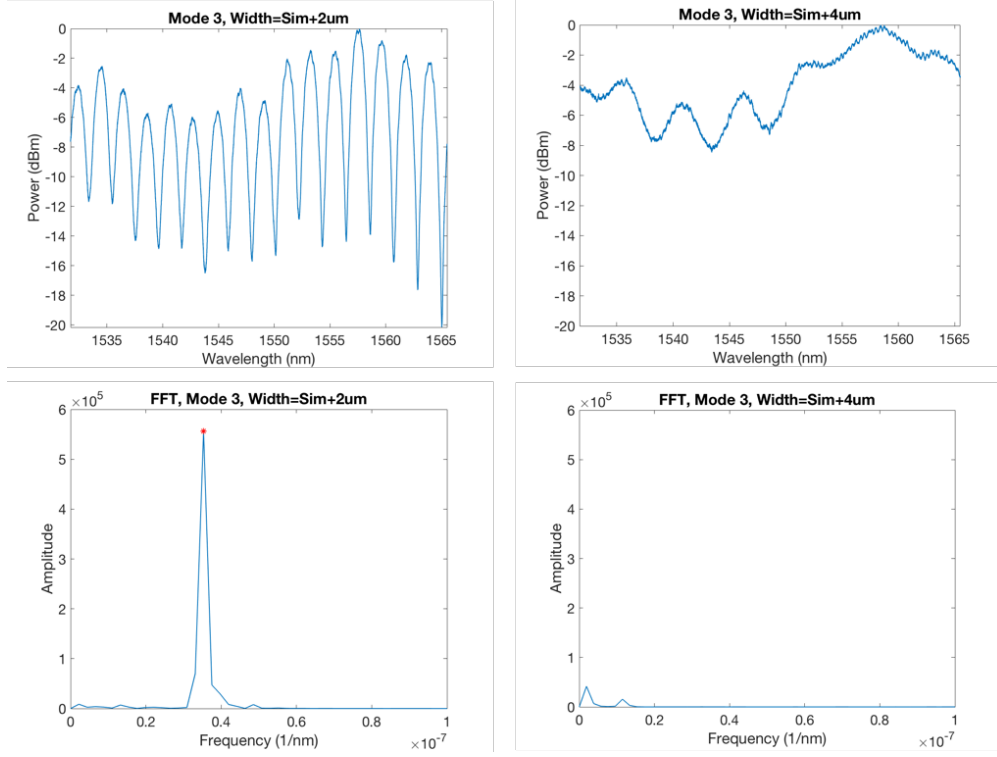 Mode 3, Width=Sim+2um
0
-2
-4
-6
-8
-10
-12
-14
-16
-18
-20
Power (dBm)
1535 1540 1545 1550 1555 1560 1565
Wavelength (nm)
Mode 3, Width=Sim+4um
0
-2
-4
-6
-8
-10
-12
-14
-16
-18
-20
Power (dBm)
1535 1540 1545 1550 1555 1560 1565
Wavelength (nm)
FFT, Mode 3, Width=Sim+2um
×10^5
6
5
4
3
2
1
0
Amplitude
0 0.2 0.4 0.6 0.8 1
Frequency (1/nm)
×10^-7
FFT, Mode 3, Width=Sim+4um
×10^5
6
5
4
3
2
1
0
Amplitude
0 0.2 0.4 0.6 0.8 1
Frequency (1/nm)
×10^-7